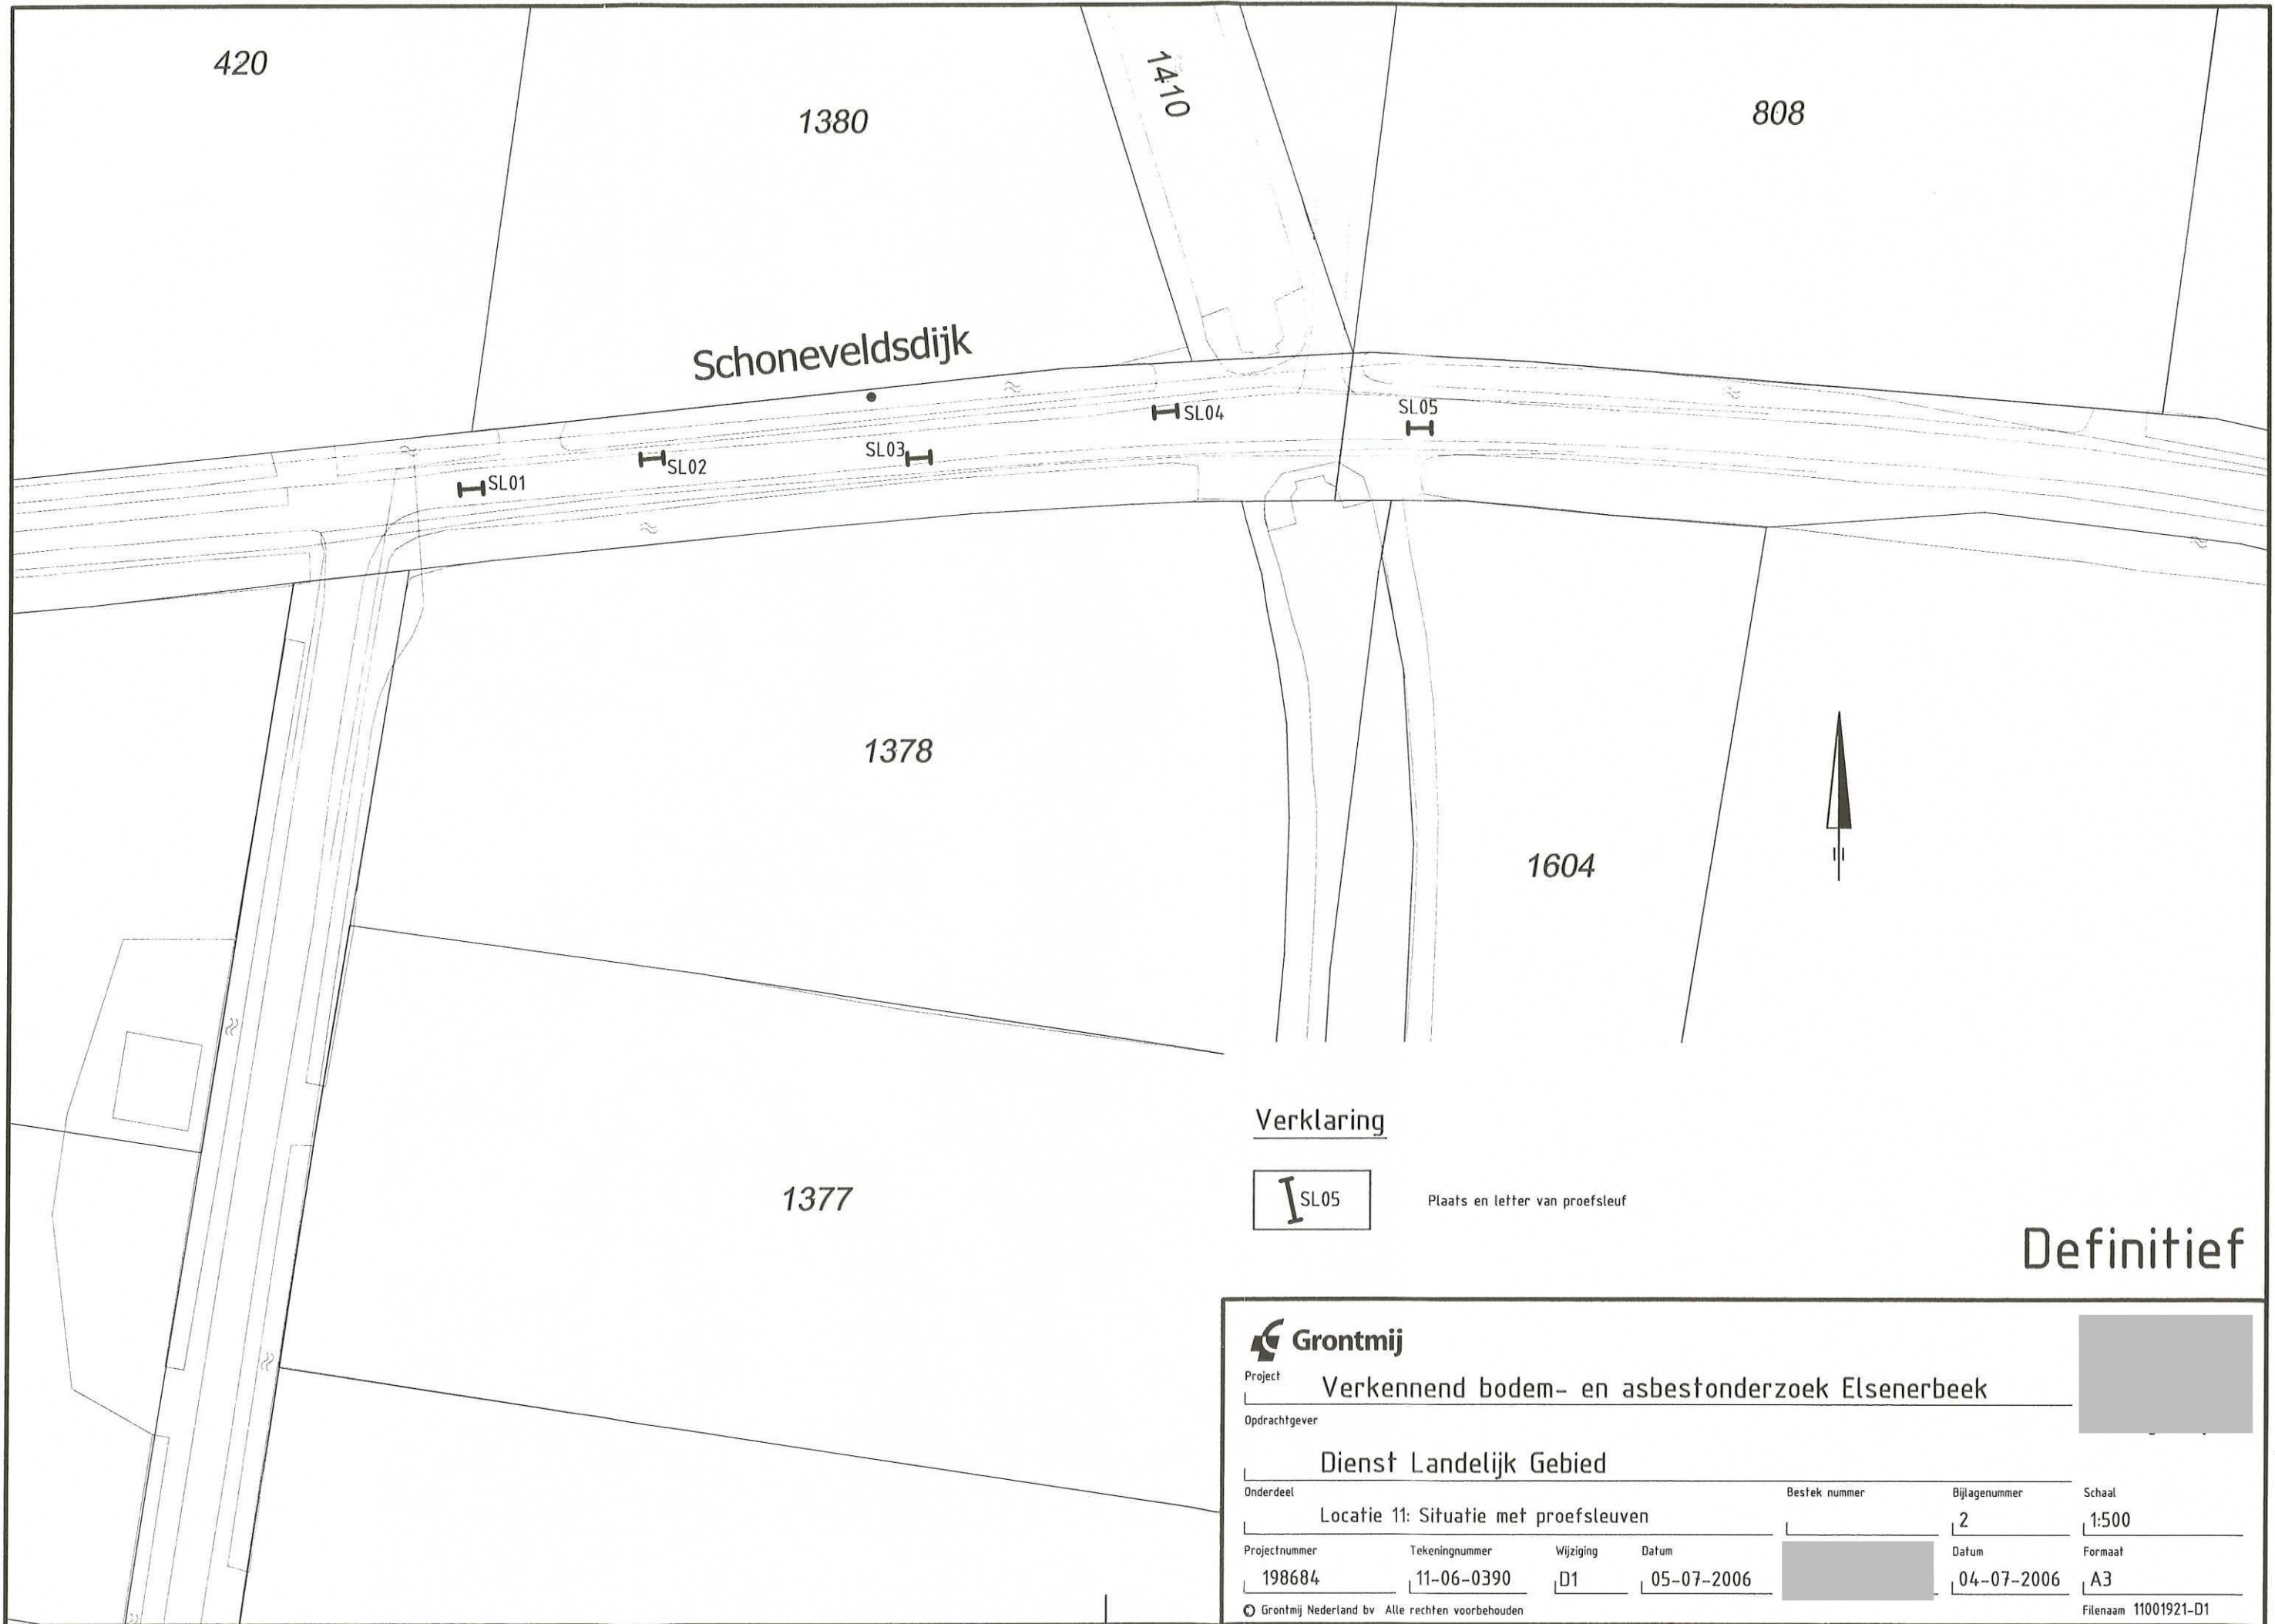 420
1380
1410
808
Schoneveldsdijk
SL04
SL05
SL03
SL02
SL01
1378
1604
1377
Verklaring
SL05
Plaats en letter van proefsleuf
Definitief
Grontmij
Project
Verkennend bodem- en asbestonderzoek Elsenerbeek
Opdrachtgever
Dienst Landelijk Gebied
Onderdeel
Bestek nummer
Bijlagenummer
Schaal
Locatie 11: Situatie met proefsleuven
2
1:500
Projectnummer
Tekeningnummer
Wijziging
Datum
Datum
Formaat
198684
11-06-0390
D1
05-07-2006
04-07-2006
A3
© Grontmij Nederland bv Alle rechten voorbehouden
Filenaam 11001921-D1